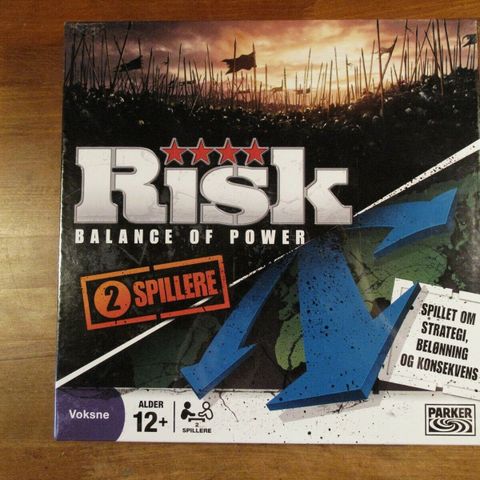 RISK
BALANCE OF POWER
2 SPILLERE
SPILLET OM
STRATEGI,
BELØNNING
OG KONSEKVENS
Voksne
ALDER
12+
2
SPILLERE
PARKER